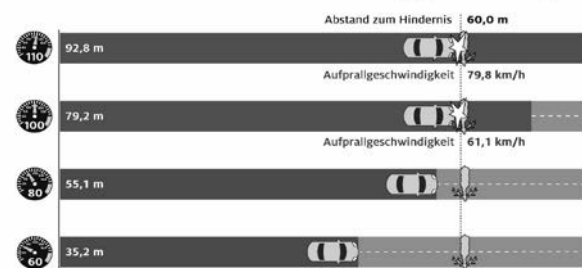 Abstand zum Hindernis 60,0 m
110 92,8 m
Aufprallgeschwindigkeit 79,8 km/h
100 79,2 m
Aufprallgeschwindigkeit 61,1 km/h
80 55,1 m
60 35,2 m